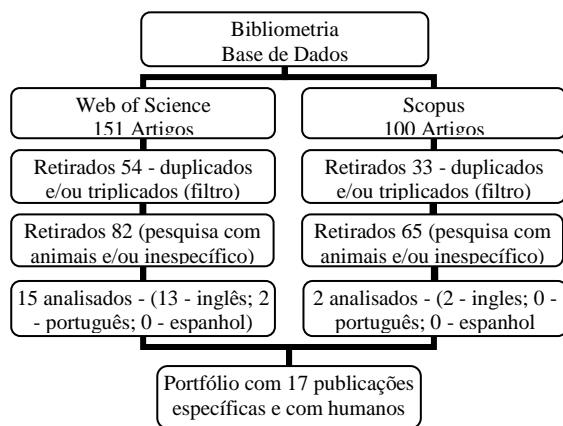 Bibliometria
Base de Dados
Web of Science
151 Artigos
Scopus
100 Artigos
Retirados 54 - duplicados
e/ou triplicados (filtro)
Retirados 33 - duplicados
e/ou triplicados (filtro)
Retirados 82 (pesquisa com
animais e/ou inespecífico)
Retirados 65 (pesquisa com
animais e/ou inespecífico)
15 analisados - (13 - inglês; 2
- português; 0 - espanhol)
2 analisados - (2 - ingles; 0 -
português; 0 - espanhol
Portfólio com 17 publicações
específicas e com humanos